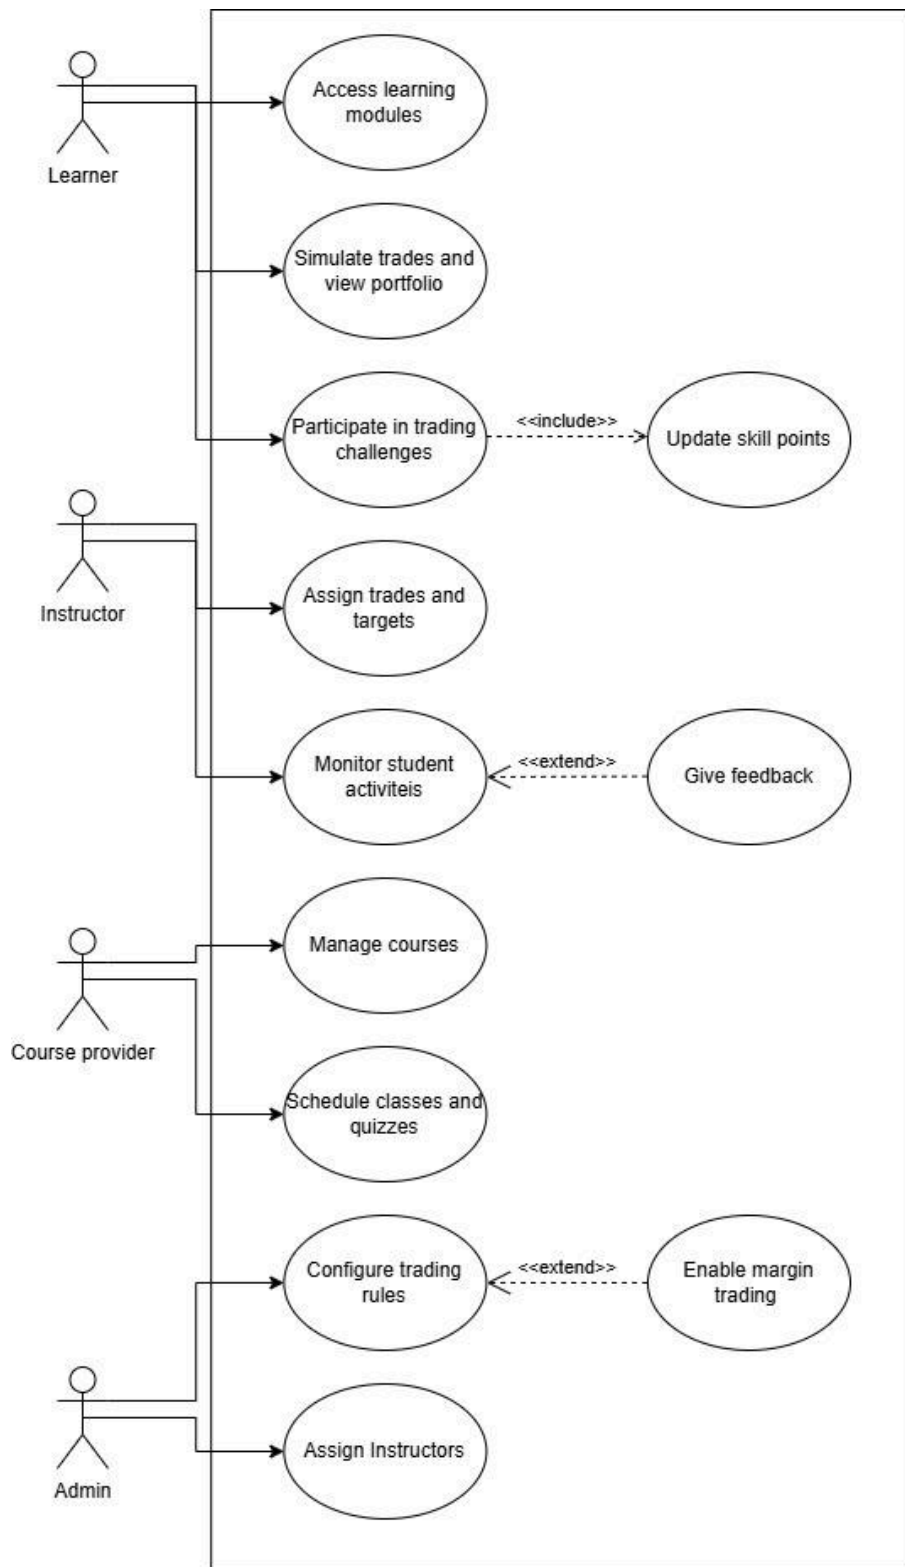 Access learning
modules
Learner
Simulate trades and
view portfolio
Participate in trading
challenges
<<include>>
Update skill points
Instructor
Assign trades and
targets
Monitor student
activiteis
<<extend>>
Give feedback
Manage courses
Course provider
Schedule classes and
quizzes
Configure trading
rules
<<extend>>
Enable margin
trading
Admin
Assign Instructors